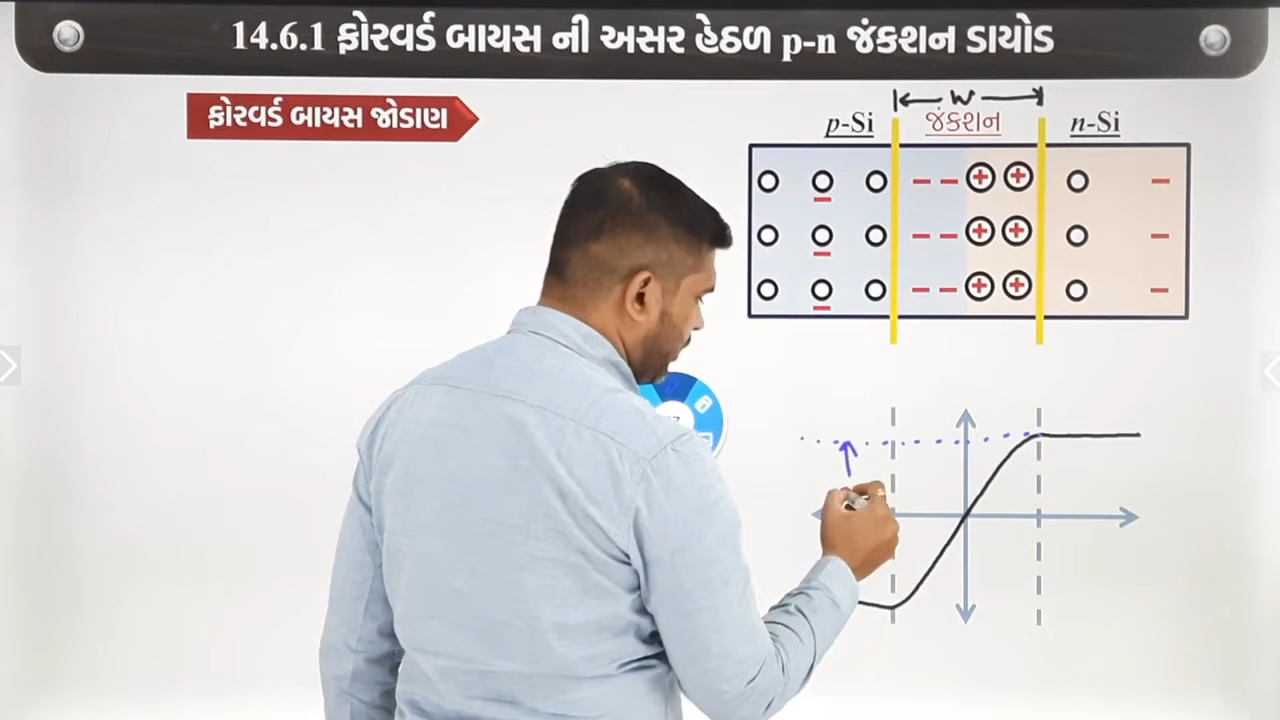 14.6.1 ફોરવર્ડ બાયસ ની અસર હેઠળ p-n જંકશન ડાયોડ
ફોરવર્ડ બાયસ જોડાણ
W
p-Si જંકશન n-Si